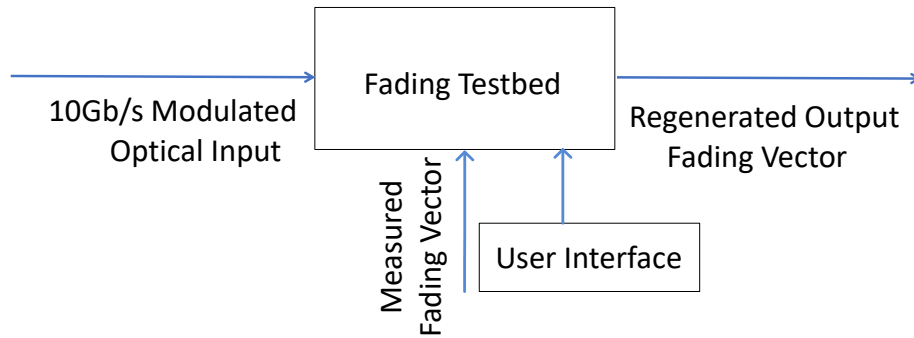 Fading Testbed
10Gb/s Modulated
Optical Input
Regenerated Output
Fading Vector
Measured
Fading Vector
User Interface